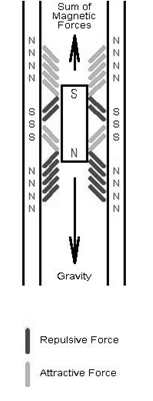 Sum of
Magnetic
Forces
N N
N N
N N
N N
S
S S
S S
S S
N
N N
N N
N N
N N
Gravity
Repulsive Force
Attractive Force